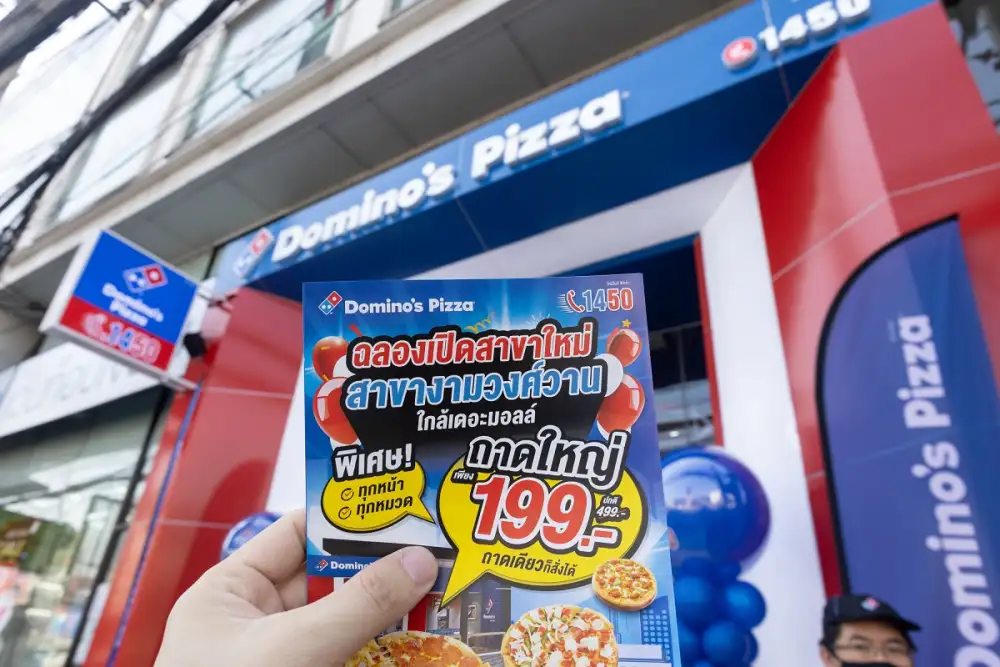 1450
Domino's Pizza
Domino's
Pizza
1450
Domino's Pizza
1450
ฉลองเปิดสาขาใหม่
สาขางามวงศ์วาน
ใกล้เดอะมอลล์
พิเศษ!
ทุกหน้า
ทุกหมวด
ถาดใหญ่
เพียง
199.-
ปกติ
499.-
ถาดเดียวก็สั่งได้
Domino's Pizza